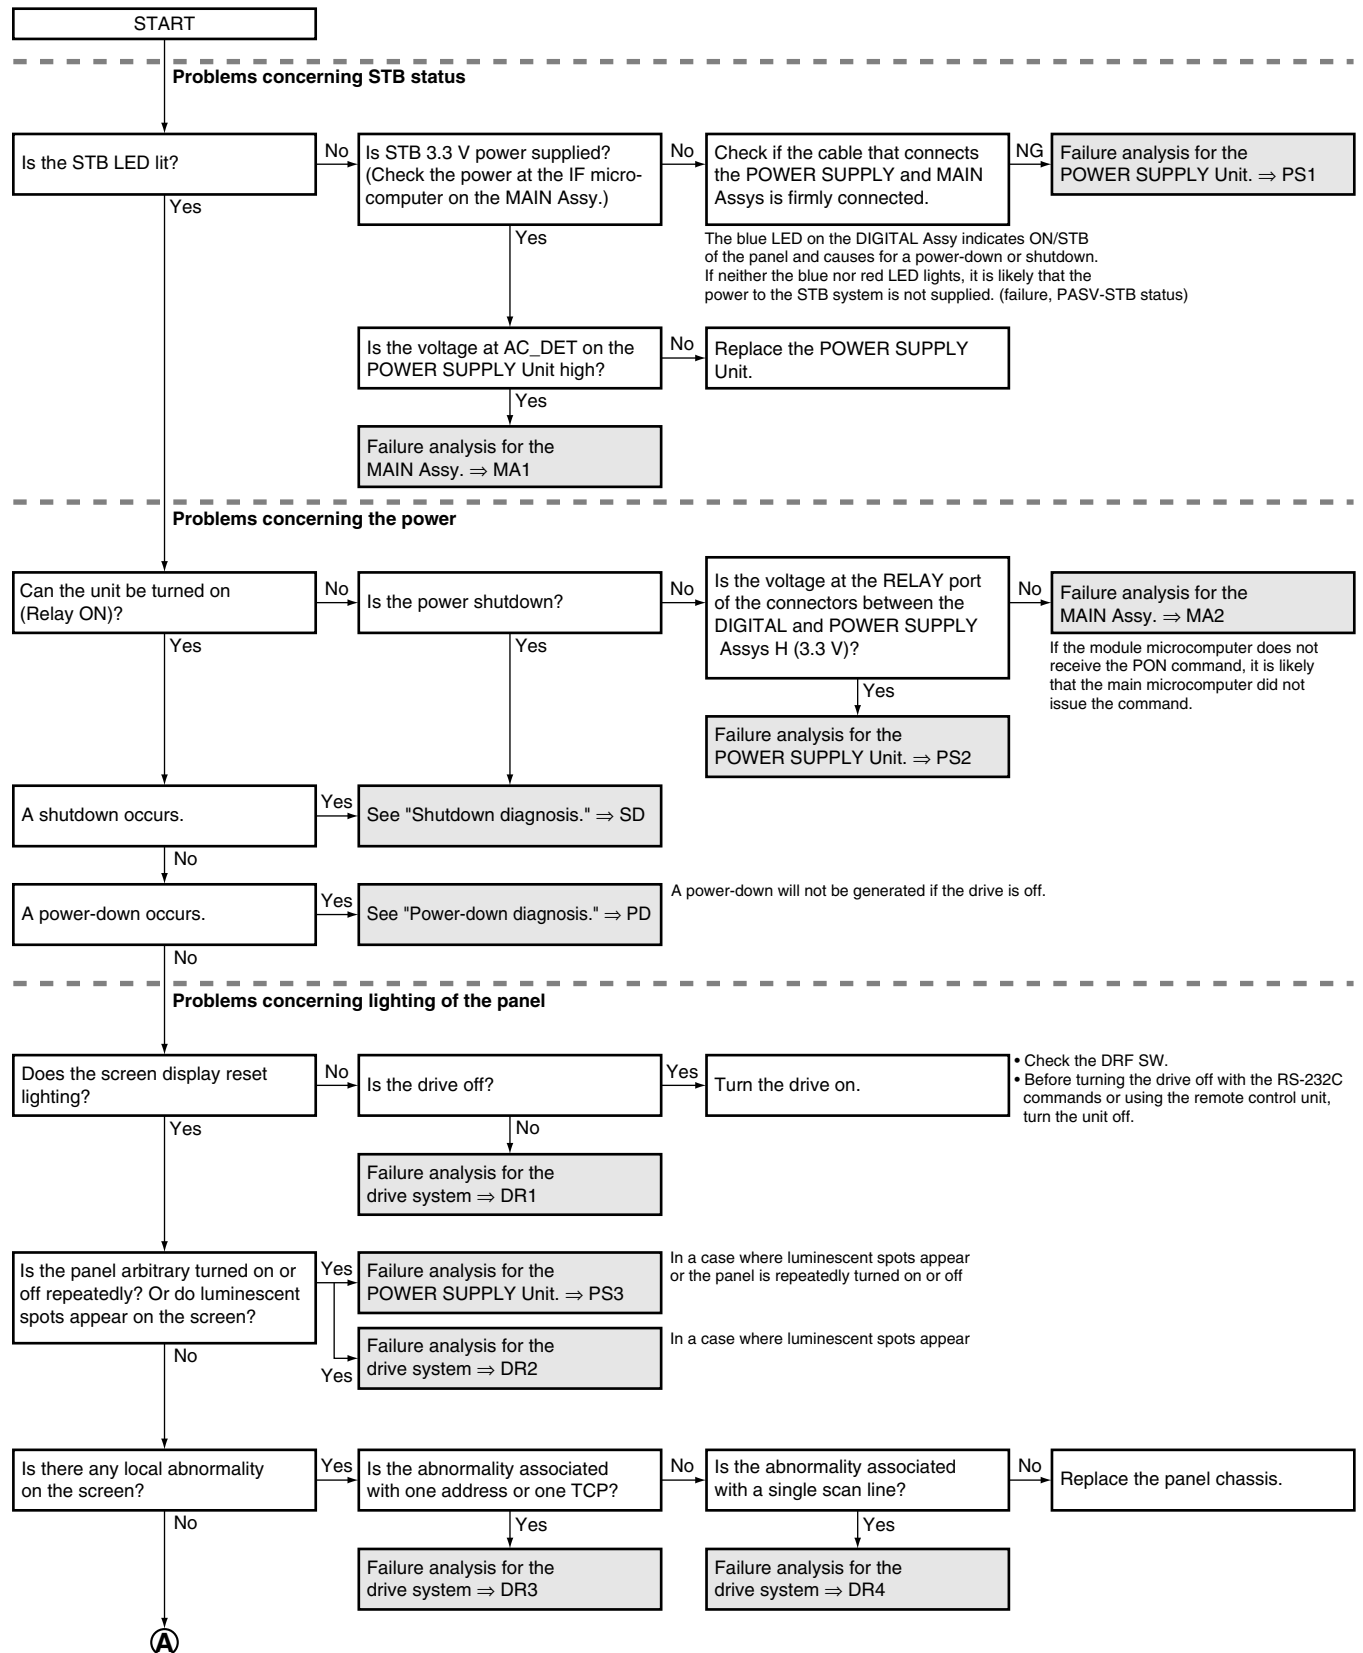 START
Problems concerning STB status
Is the STB LED lit?
No
Is STB 3.3 V power supplied?
(Check the power at the IF micro-
computer on the MAIN Assy.)
No
Check if the cable that connects
the POWER SUPPLY and MAIN
Assys is firmly connected.
NG
Failure analysis for the
POWER SUPPLY Unit. ⇒ PS1
Yes
Yes
The blue LED on the DIGITAL Assy indicates ON/STB
of the panel and causes for a power-down or shutdown.
If neither the blue nor red LED lights, it is likely that the
power to the STB system is not supplied. (failure, PASV-STB status)
Is the voltage at AC_DET on the
POWER SUPPLY Unit high?
No
Replace the POWER SUPPLY
Unit.
Yes
Failure analysis for the
MAIN Assy. ⇒ MA1
Problems concerning the power
Can the unit be turned on
(Relay ON)?
No
Is the power shutdown?
No
Is the voltage at the RELAY port
of the connectors between the
DIGITAL and POWER SUPPLY
Assys H (3.3 V)?
No
Failure analysis for the
MAIN Assy. ⇒ MA2
If the module microcomputer does not
receive the PON command, it is likely
that the main microcomputer did not
issue the command.
Yes
Yes
Yes
Failure analysis for the
POWER SUPPLY Unit. ⇒ PS2
A shutdown occurs.
Yes
See "Shutdown diagnosis." ⇒ SD
No
A power-down occurs.
Yes
See "Power-down diagnosis." ⇒ PD
A power-down will not be generated if the drive is off.
No
Problems concerning lighting of the panel
Does the screen display reset
lighting?
No
Is the drive off?
Yes
Turn the drive on.
• Check the DRF SW.
• Before turning the drive off with the RS-232C
commands or using the remote control unit,
turn the unit off.
Yes
No
Failure analysis for the
drive system ⇒ DR1
Is the panel arbitrary turned on or
off repeatedly? Or do luminescent
spots appear on the screen?
Yes
Failure analysis for the
POWER SUPPLY Unit. ⇒ PS3
In a case where luminescent spots appear
or the panel is repeatedly turned on or off
No
Yes
Failure analysis for the
drive system ⇒ DR2
In a case where luminescent spots appear
Is there any local abnormality
on the screen?
Yes
Is the abnormality associated
with one address or one TCP?
No
Is the abnormality associated
with a single scan line?
No
Replace the panel chassis.
No
Yes
Yes
Failure analysis for the
drive system ⇒ DR3
Failure analysis for the
drive system ⇒ DR4
A